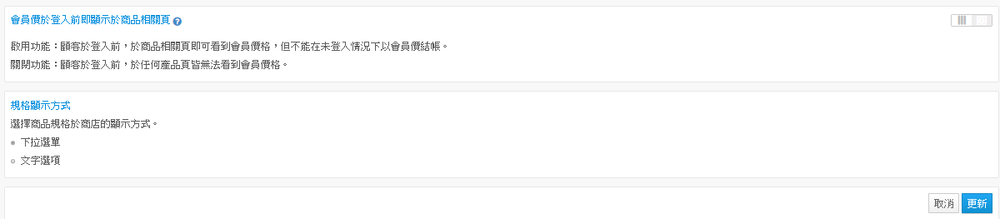 會員價於登入前即顯示於商品相關頁
啟用功能：顧客於登入前，於商品相關頁即可看到會員價格，但不能在未登入情況下以會員價結帳。
關閉功能：顧客於登入前，於任何產品頁皆無法看到會員價格。
規格顯示方式
選擇商品規格於商店的顯示方式。
下拉選單
文字選項
取消 更新